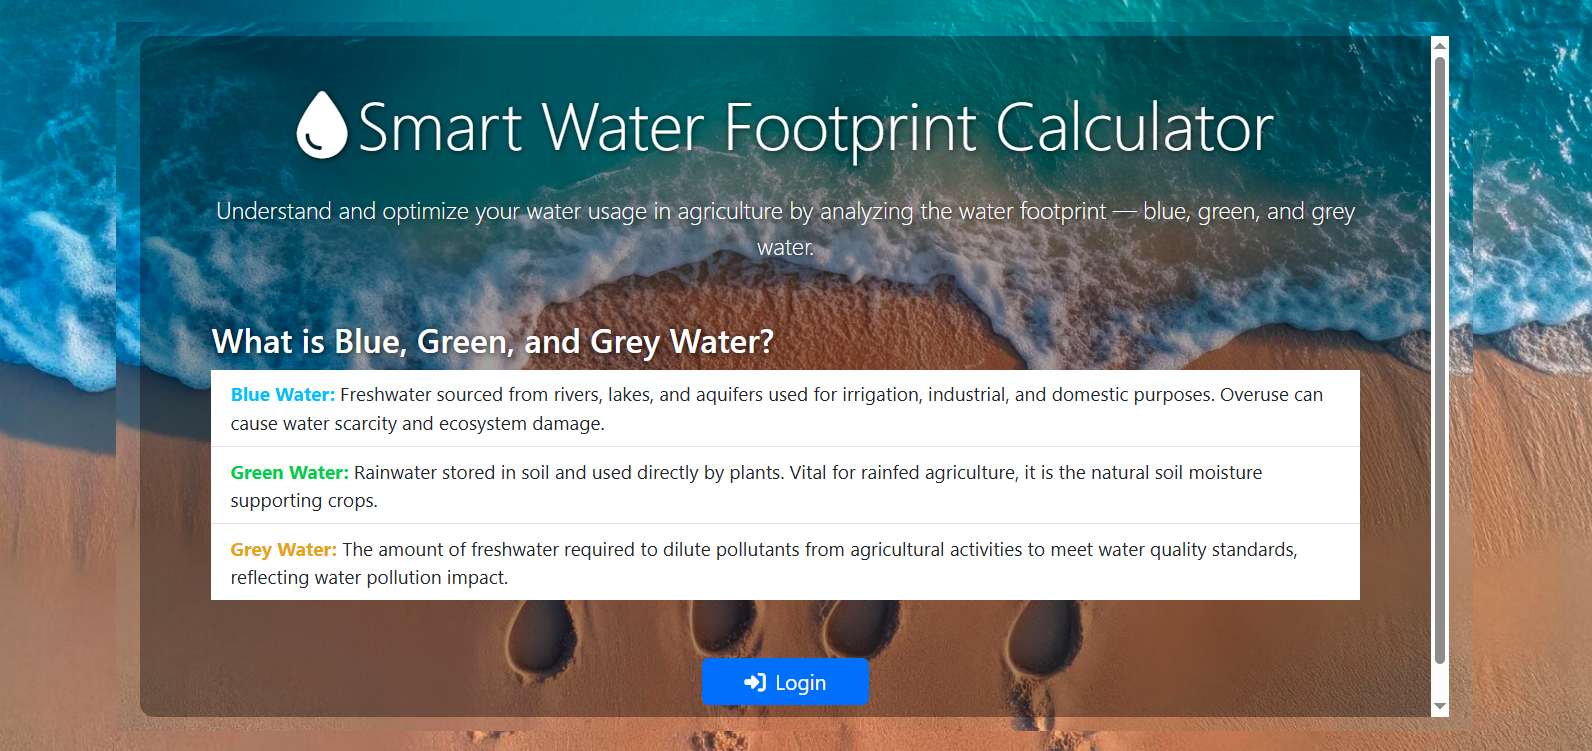 Smart Water Footprint Calculator
Understand and optimize your water usage in agriculture by analyzing the water footprint — blue, green, and grey
water.
What is Blue, Green, and Grey Water?
Blue Water: Freshwater sourced from rivers, lakes, and aquifers used for irrigation, industrial, and domestic purposes. Overuse can
cause water scarcity and ecosystem damage.
Green Water: Rainwater stored in soil and used directly by plants. Vital for rainfed agriculture, it is the natural soil moisture
supporting crops.
Grey Water: The amount of freshwater required to dilute pollutants from agricultural activities to meet water quality standards,
reflecting water pollution impact.
Login